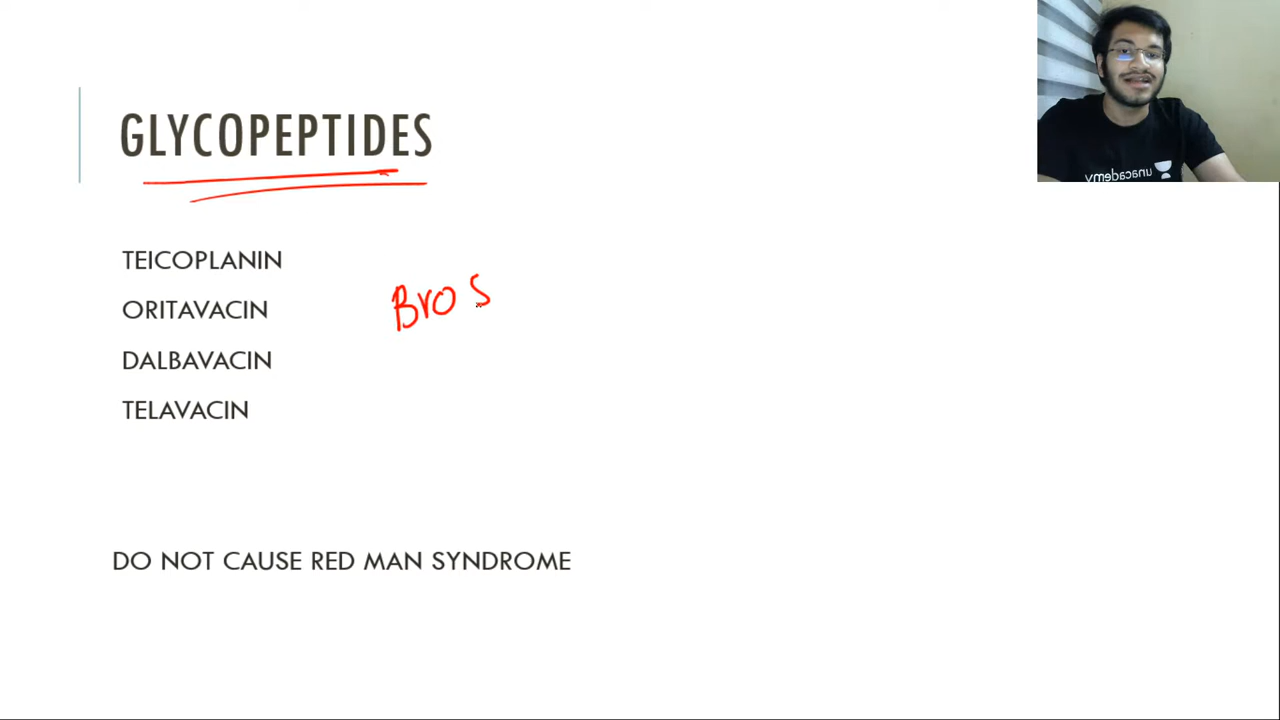 GLYCOPEPTIDES
TEICOPLANIN
ORITAVACIN
Bro S
DALBAVACIN
TELAVACIN
DO NOT CAUSE RED MAN SYNDROME
unacademy